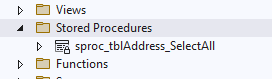 Views
Stored Procedures
sproc_tblAddress_SelectAll
Functions